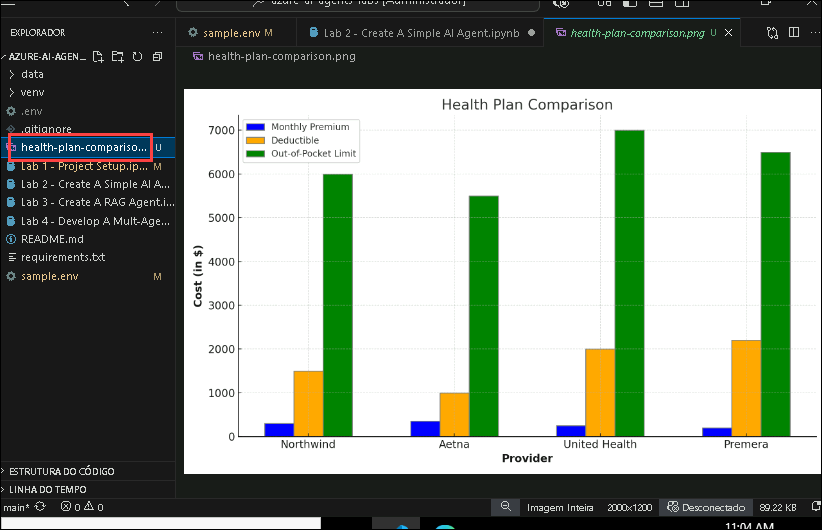 azure-ai-agents-labs [Administrador]
EXPLORADOR
sample.env M
Lab 2 - Create A Simple AI Agent.ipynb
health-plan-comparison.png U
AZURE-AI-AGEN...
health-plan-comparison.png
data
venv
.env
.gitignore
health-plan-compariso... U
Lab 1 - Project Setup.ip... M
Lab 2 - Create A Simple AI A...
Lab 3 - Create A RAG Agent.i...
Lab 4 - Develop A Mult-Age...
README.md
requirements.txt
sample.env M
Health Plan Comparison
Monthly Premium
Deductible
Out-of-Pocket Limit
7000
6000
5000
4000
3000
2000
1000
0
Cost (in $)
Northwind Aetna United Health Premera
Provider
ESTRUTURA DO CÓDIGO
LINHA DO TEMPO
main* 0 0 Imagem Inteira 2000x1200 Desconectado 89.22 KB
11:04 AM